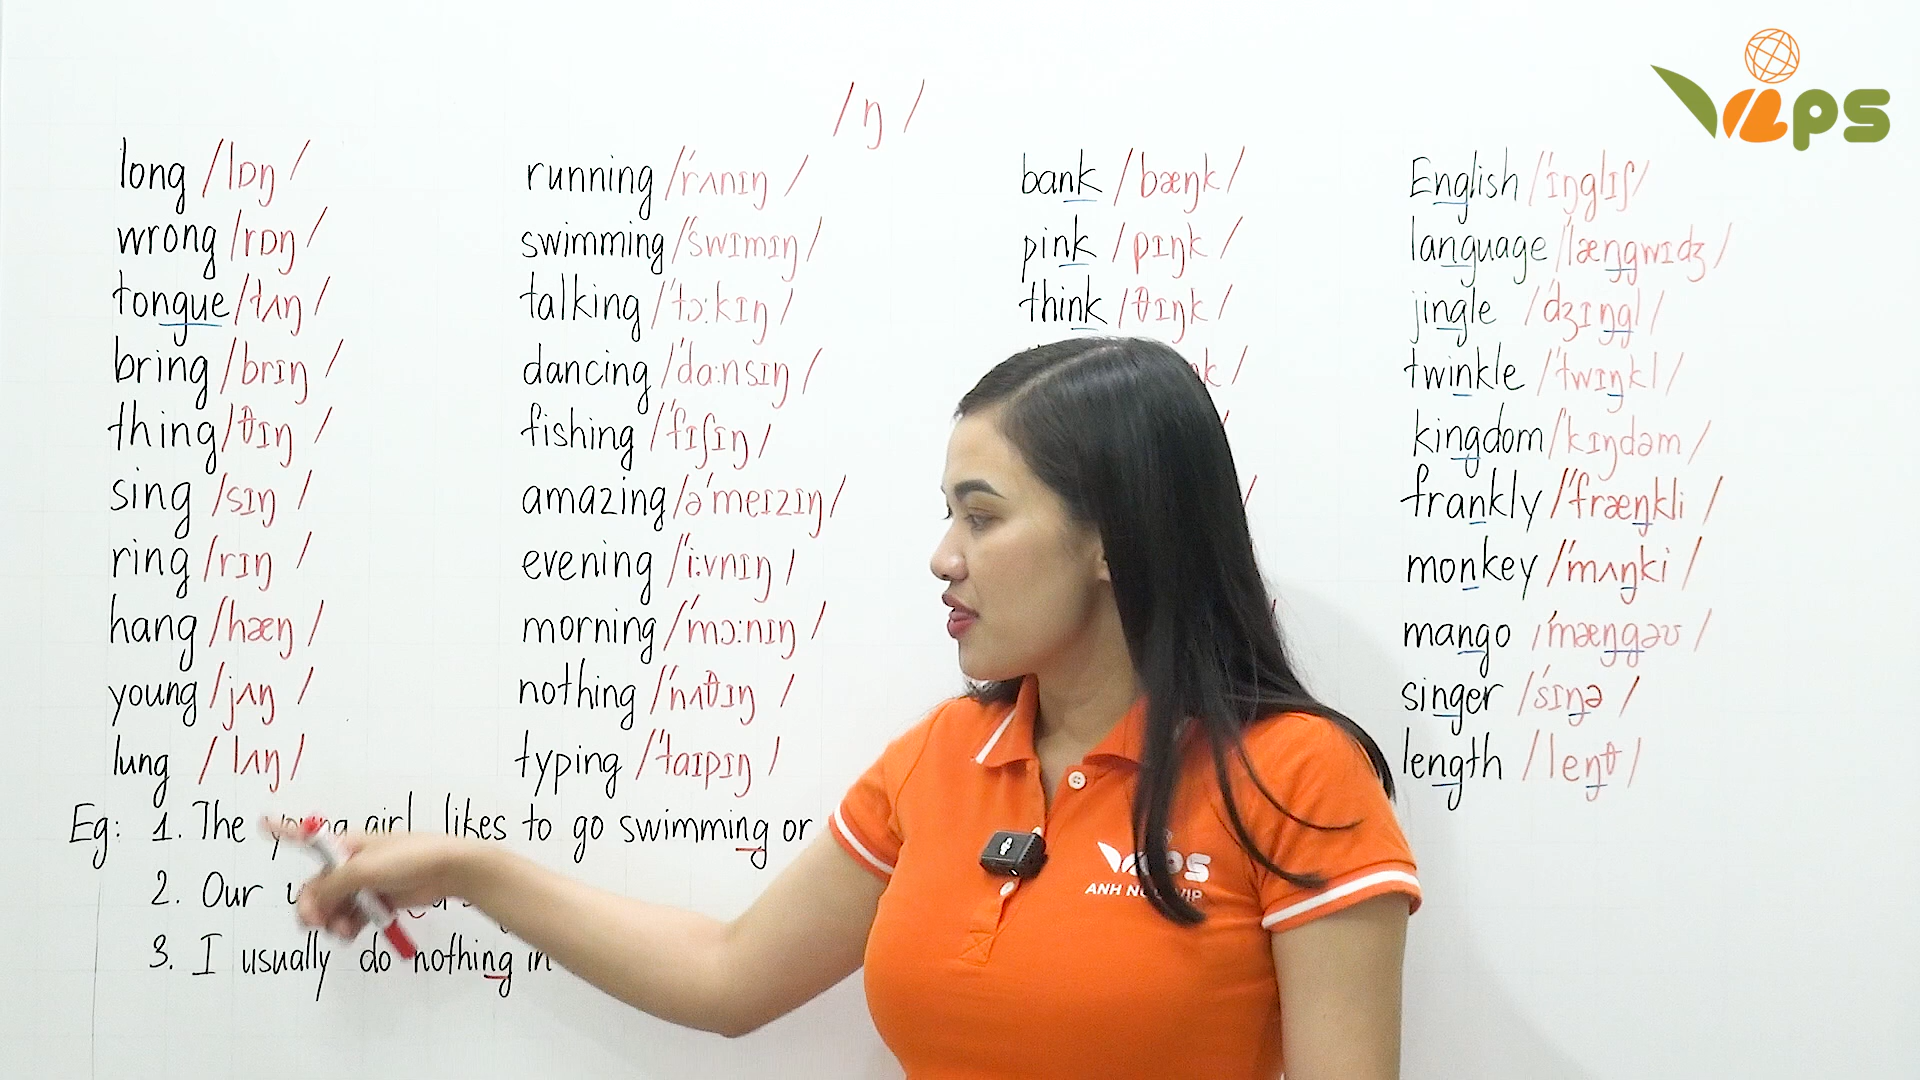 /ŋ/
long /lɒŋ/
wrong /rɒŋ/
tongue /tʌŋ/
bring /brɪŋ/
thing /θɪŋ/
sing /sɪŋ/
ring /rɪŋ/
hang /hæŋ/
young /jʌŋ/
lung /lʌŋ/
running /ˈrʌnɪŋ/
swimming /ˈswɪmɪŋ/
talking /ˈtɔːkɪŋ/
dancing /ˈdɑːnsɪŋ/
fishing /ˈfɪʃɪŋ/
amazing /əˈmeɪzɪŋ/
evening /ˈiːvnɪŋ/
morning /ˈmɔːnɪŋ/
nothing /ˈnʌθɪŋ/
typing /ˈtaɪpɪŋ/
bank /bæŋk/
pink /pɪŋk/
think /θɪŋk/
English /ˈɪŋglɪʃ/
language /ˈlæŋgwɪdʒ/
jingle /ˈdʒɪŋgl/
twinkle /ˈtwɪŋkl/
kingdom /ˈkɪŋdəm/
frankly /ˈfræŋkli/
monkey /ˈmʌŋki/
mango /ˈmæŋgəʊ/
singer /ˈsɪŋə/
length /leŋθ/
Eg: 1. The young girl likes to go swimming or
2. Our
3. I usually do nothing in
VIPS
VIPS
ANH VIP